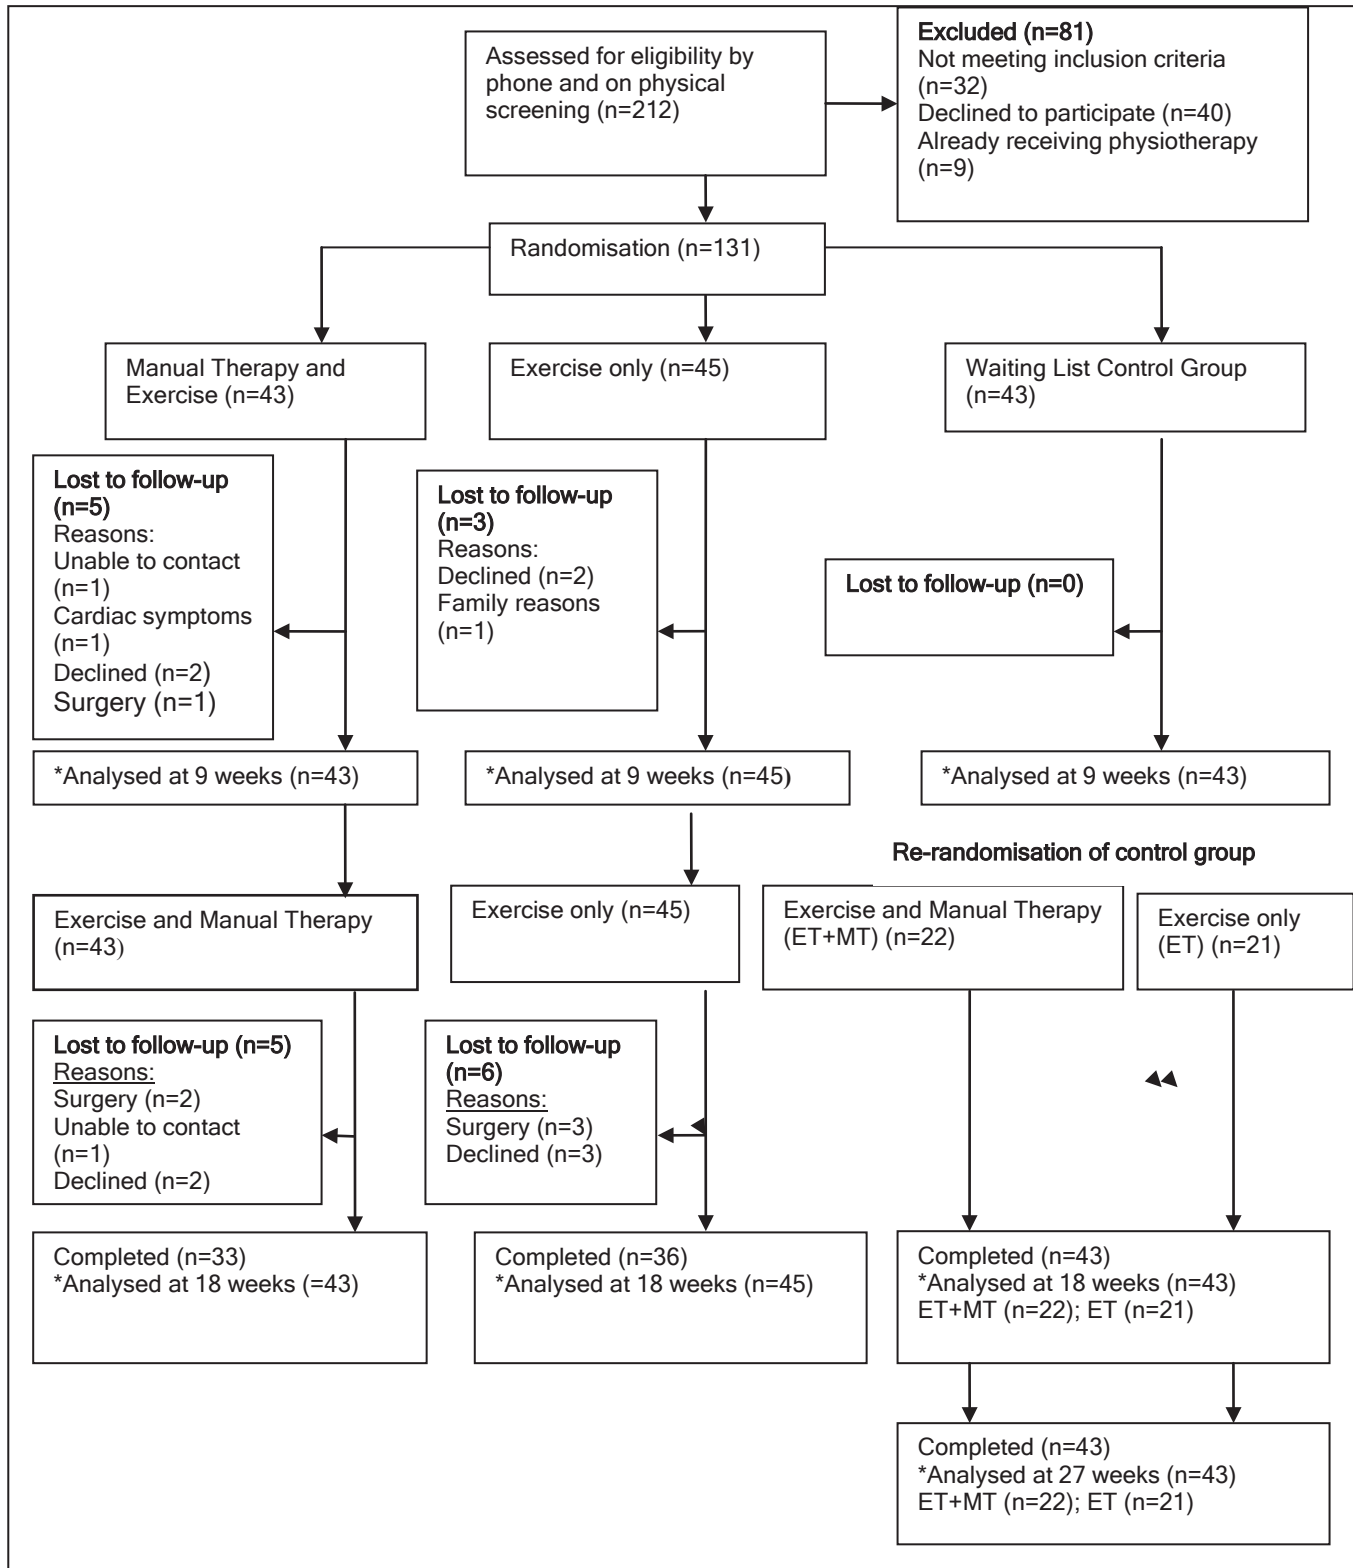 Assessed for eligibility by
phone and on physical
screening (n=212)
Excluded (n=81)
Not meeting inclusion criteria
(n=32)
Declined to participate (n=40)
Already receiving physiotherapy
(n=9)
Randomisation (n=131)
Manual Therapy and
Exercise (n=43)
Exercise only (n=45)
Waiting List Control Group
(n=43)
Lost to follow-up
(n=5)
Reasons:
Unable to contact
(n=1)
Cardiac symptoms
(n=1)
Declined (n=2)
Surgery (n=1)
Lost to follow-up
(n=3)
Reasons:
Declined (n=2)
Family reasons
(n=1)
Lost to follow-up (n=0)
*Analysed at 9 weeks (n=43)
*Analysed at 9 weeks (n=45)
*Analysed at 9 weeks (n=43)
Re-randomisation of control group
Exercise and Manual Therapy
(n=43)
Exercise only (n=45)
Exercise and Manual Therapy
(ET+MT) (n=22)
Exercise only
(ET) (n=21)
Lost to follow-up (n=5)
Reasons:
Surgery (n=2)
Unable to contact
(n=1)
Declined (n=2)
Lost to follow-up
(n=6)
Reasons:
Surgery (n=3)
Declined (n=3)
Completed (n=33)
*Analysed at 18 weeks (=43)
Completed (n=36)
*Analysed at 18 weeks (n=45)
Completed (n=43)
*Analysed at 18 weeks (n=43)
ET+MT (n=22); ET (n=21)
Completed (n=43)
*Analysed at 27 weeks (n=43)
ET+MT (n=22); ET (n=21)